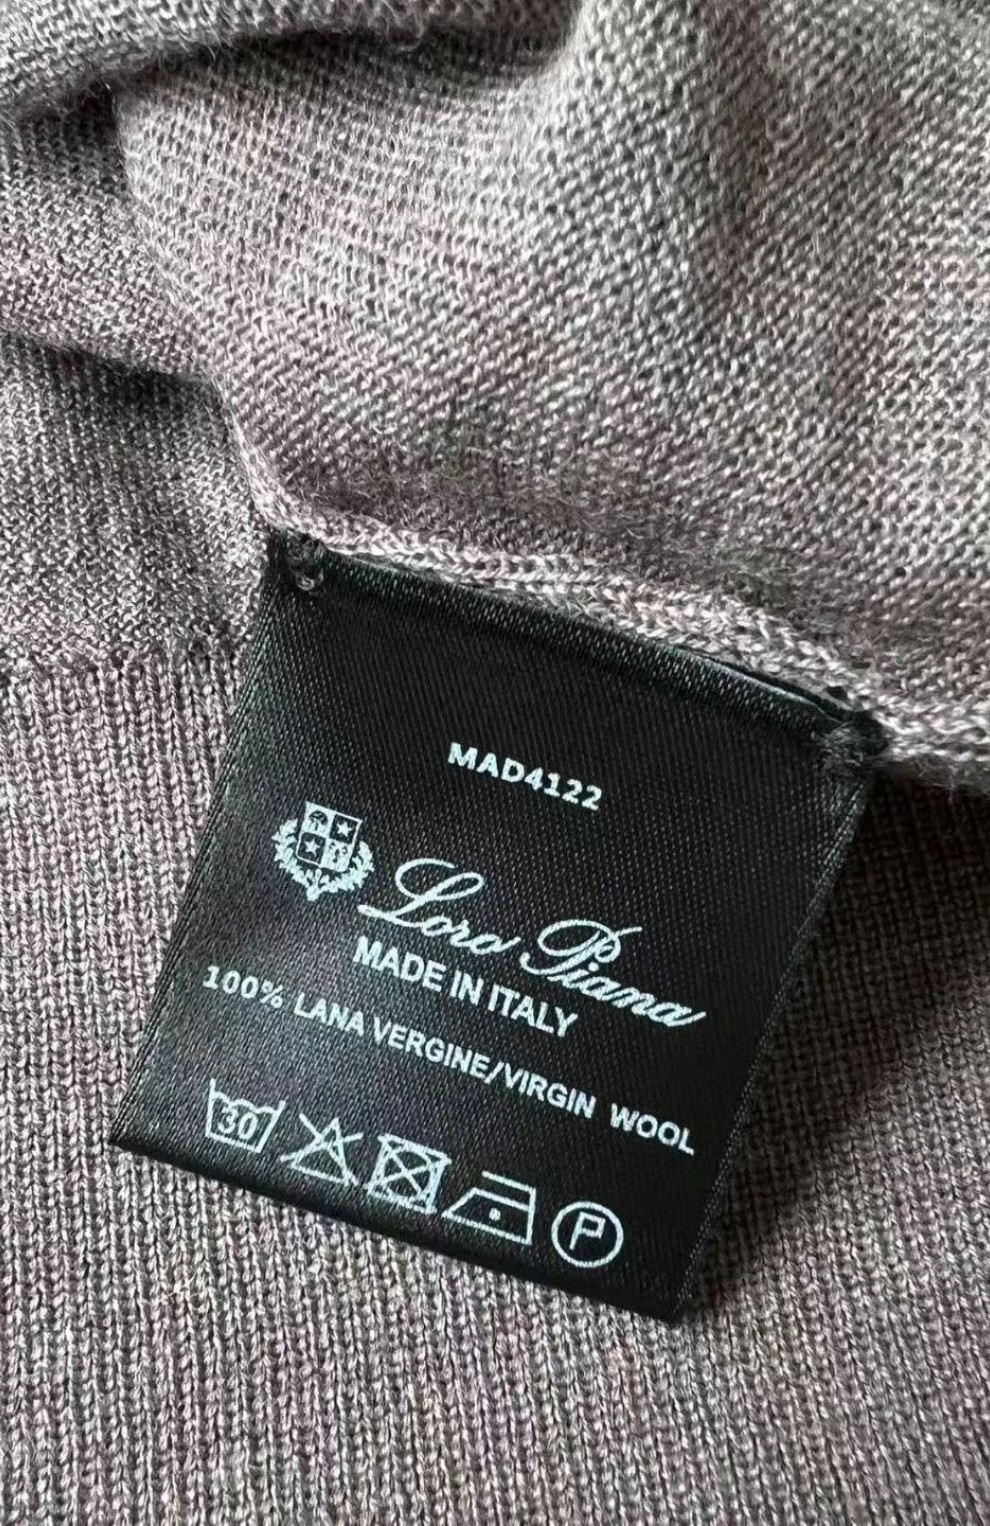 MAD4122
Loro Piana
MADE IN ITALY
100% LANA VERGINE/VIRGIN WOOL
30
P